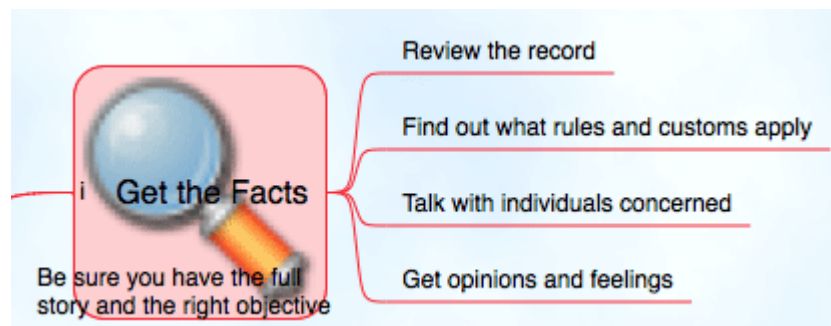 i Get the Facts
Be sure you have the full
story and the right objective
Review the record
Find out what rules and customs apply
Talk with individuals concerned
Get opinions and feelings